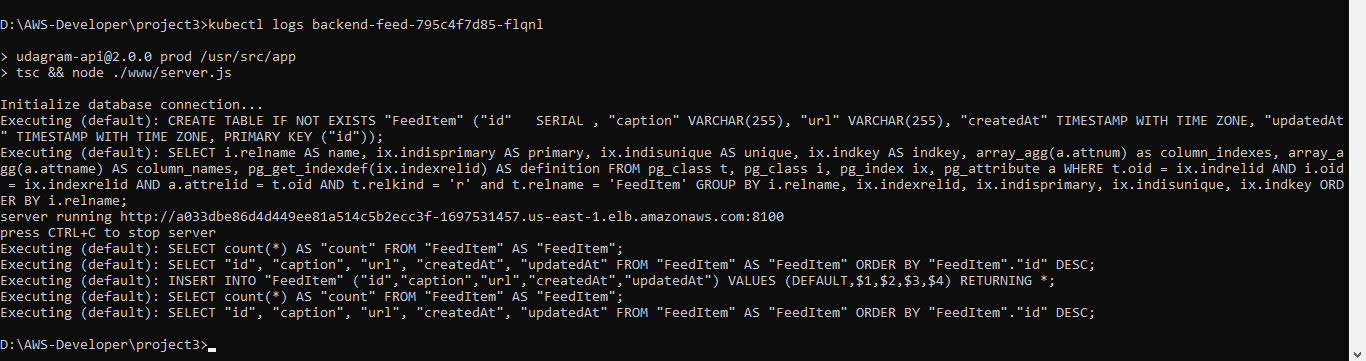 D:\AWS-Developer\project3>kubectl logs backend-feed-795c4f7d85-flqnl
> udagram-api@2.0.0 prod /usr/src/app
> tsc && node ./www/server.js
Initialize database connection...
Executing (default): CREATE TABLE IF NOT EXISTS "FeedItem" ("id"   SERIAL , "caption" VARCHAR(255), "url" VARCHAR(255), "createdAt" TIMESTAMP WITH TIME ZONE, "updatedAt
" TIMESTAMP WITH TIME ZONE, PRIMARY KEY ("id"));
Executing (default): SELECT i.relname AS name, ix.indisprimary AS primary, ix.indisunique AS unique, ix.indkey AS indkey, array_agg(a.attnum) as column_indexes, array_a
gg(a.attname) AS column_names, pg_get_indexdef(ix.indexrelid) AS definition FROM pg_class t, pg_class i, pg_index ix, pg_attribute a WHERE t.oid = ix.indrelid AND i.oid
 = ix.indexrelid AND a.attrelid = t.oid AND t.relkind = 'r' and t.relname = 'FeedItem' GROUP BY i.relname, ix.indexrelid, ix.indisprimary, ix.indisunique, ix.indkey ORD
ER BY i.relname;
server running http://a033dbe86d4d449ee81a514c5b2ecc3f-1697531457.us-east-1.elb.amazonaws.com:8100
press CTRL+C to stop server
Executing (default): SELECT count(*) AS "count" FROM "FeedItem" AS "FeedItem";
Executing (default): SELECT "id", "caption", "url", "createdAt", "updatedAt" FROM "FeedItem" AS "FeedItem" ORDER BY "FeedItem"."id" DESC;
Executing (default): INSERT INTO "FeedItem" ("id","caption","url","createdAt","updatedAt") VALUES (DEFAULT,$1,$2,$3,$4) RETURNING *;
Executing (default): SELECT count(*) AS "count" FROM "FeedItem" AS "FeedItem";
Executing (default): SELECT "id", "caption", "url", "createdAt", "updatedAt" FROM "FeedItem" AS "FeedItem" ORDER BY "FeedItem"."id" DESC;
D:\AWS-Developer\project3>